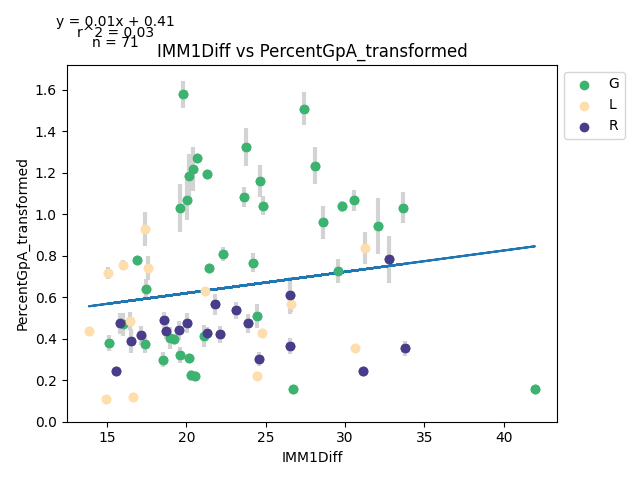 y = 0.01x + 0.41
r^2 = 0.03
n = 71
IMM1Diff vs PercentGpA_transformed
G
L
R
PercentGpA_transformed
1.6
1.4
1.2
1.0
0.8
0.6
0.4
0.2
0.0
15 20 25 30 35 40
IMM1Diff